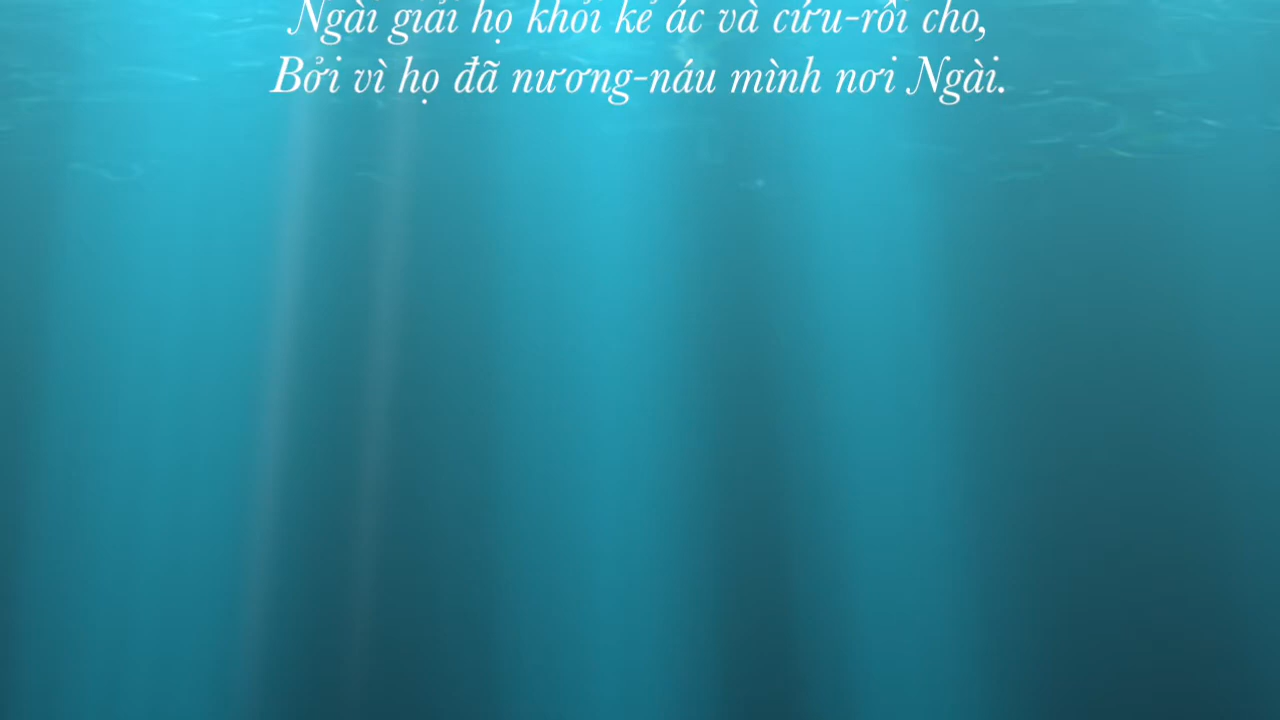 Ngài giải họ khỏi kẻ ác và cứu-rỗi cho,
Bởi vì họ đã nương-náu mình nơi Ngài.